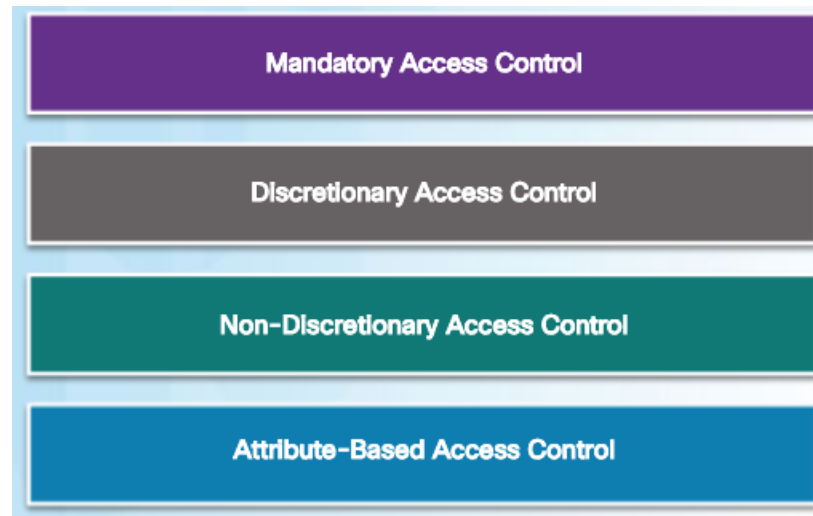 Mandatory Access Control
Discretionary Access Control
Non-Discretionary Access Control
Attribute-Based Access Control